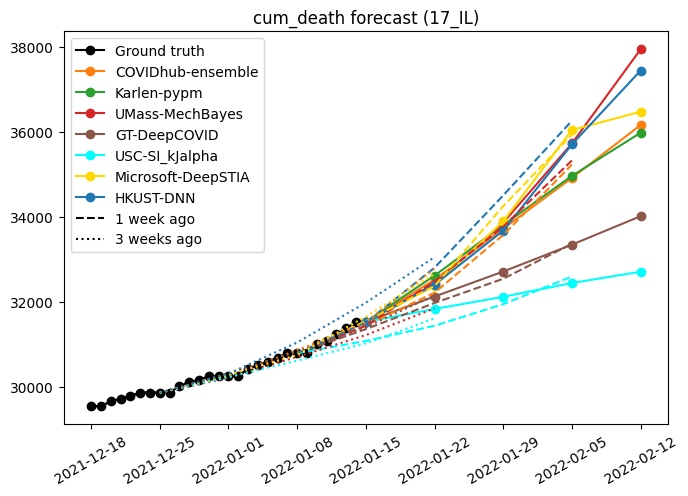 cum_death forecast (17_IL)
38000
36000
34000
32000
30000
Ground truth
COVIDhub-ensemble
Karlen-pypm
UMass-MechBayes
GT-DeepCOVID
USC-SI_kJalpha
Microsoft-DeepSTIA
HKUST-DNN
1 week ago
3 weeks ago
2021-12-18
2021-12-25
2022-01-01
2022-01-08
2022-01-15
2022-01-22
2022-01-29
2022-02-05
2022-02-12